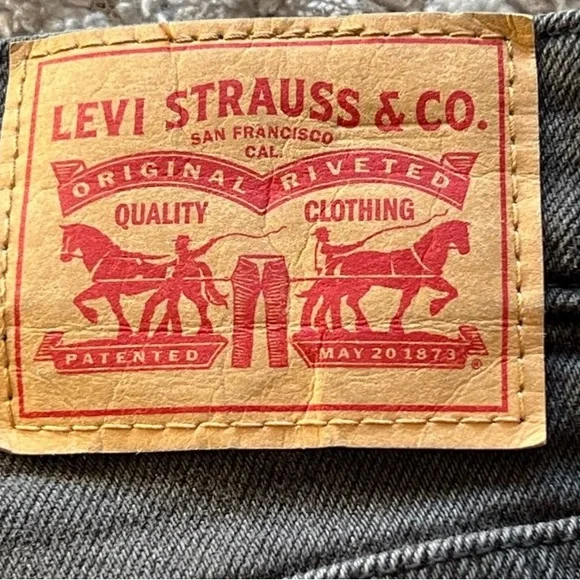 LEVI STRAUSS & CO.
SAN FRANCISCO
CAL.
ORIGINAL RIVETED
QUALITY CLOTHING
PATENTED MAY 20 1873
®